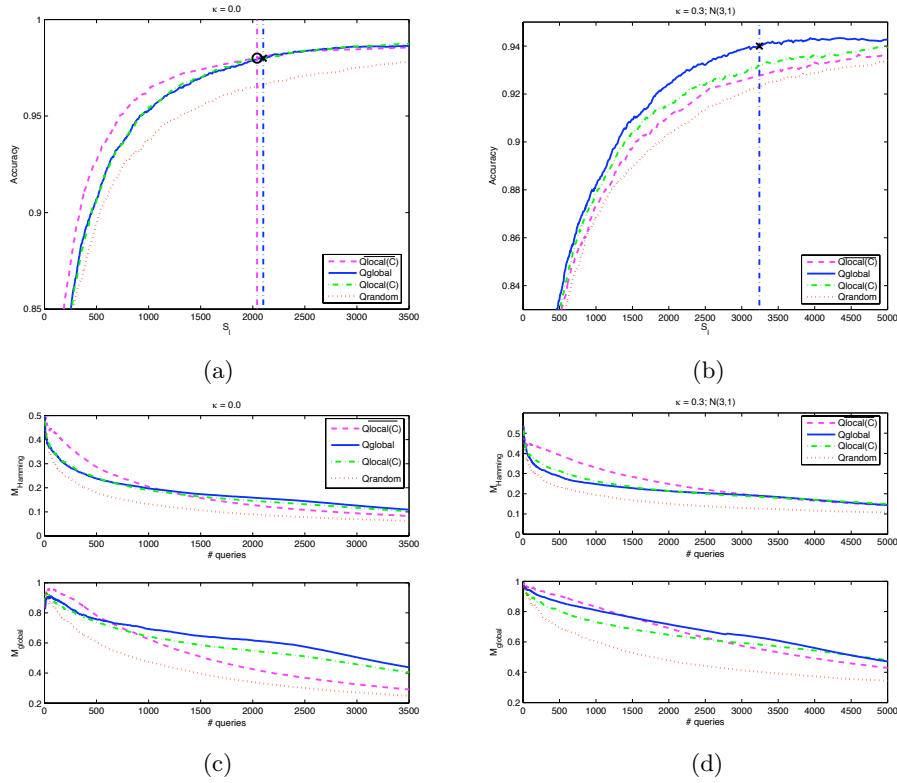 κ = 0.0
Accuracy
0.95
0.9
0.85
0 500 1000 1500 2000 2500 3000 3500
S_l
Qlocal(C)
Qglobal
Qlocal(C)
Qrandom
(a)
κ = 0.3; N(3,1)
Accuracy
0.94
0.92
0.9
0.88
0.86
0.84
0 500 1000 1500 2000 2500 3000 3500 4000 4500 5000
S_l
Qlocal(C)
Qglobal
Qlocal(C)
Qrandom
(b)
κ = 0.0
M_Hamming
0.5
0.4
0.3
0.2
0.1
0
0 500 1000 1500 2000 2500 3000 3500
# queries
Qlocal(C)
Qglobal
Qlocal(C)
Qrandom
M_global
1
0.8
0.6
0.4
0.2
0 500 1000 1500 2000 2500 3000 3500
# queries
(c)
κ = 0.3; N(3,1)
M_Hamming
0.5
0.4
0.3
0.2
0.1
0
0 500 1000 1500 2000 2500 3000 3500 4000 4500 5000
# queries
Qlocal(C)
Qglobal
Qlocal(C)
Qrandom
M_global
1
0.8
0.6
0.4
0.2
0 500 1000 1500 2000 2500 3000 3500 4000 4500 5000
# queries
(d)